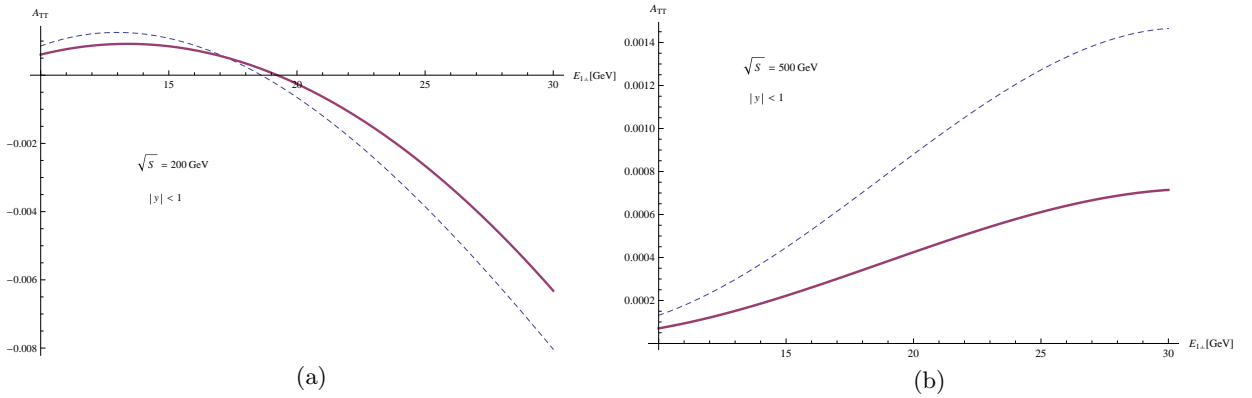 A_TT
E_1⊥[GeV]
15
20
25
30
−0.002
−0.004
−0.006
−0.008
√S = 200 GeV
|y| < 1
(a)
A_TT
0.0014
0.0012
0.0010
0.0008
0.0006
0.0004
0.0002
√S = 500 GeV
|y| < 1
15
20
25
30
E_1⊥[GeV]
(b)